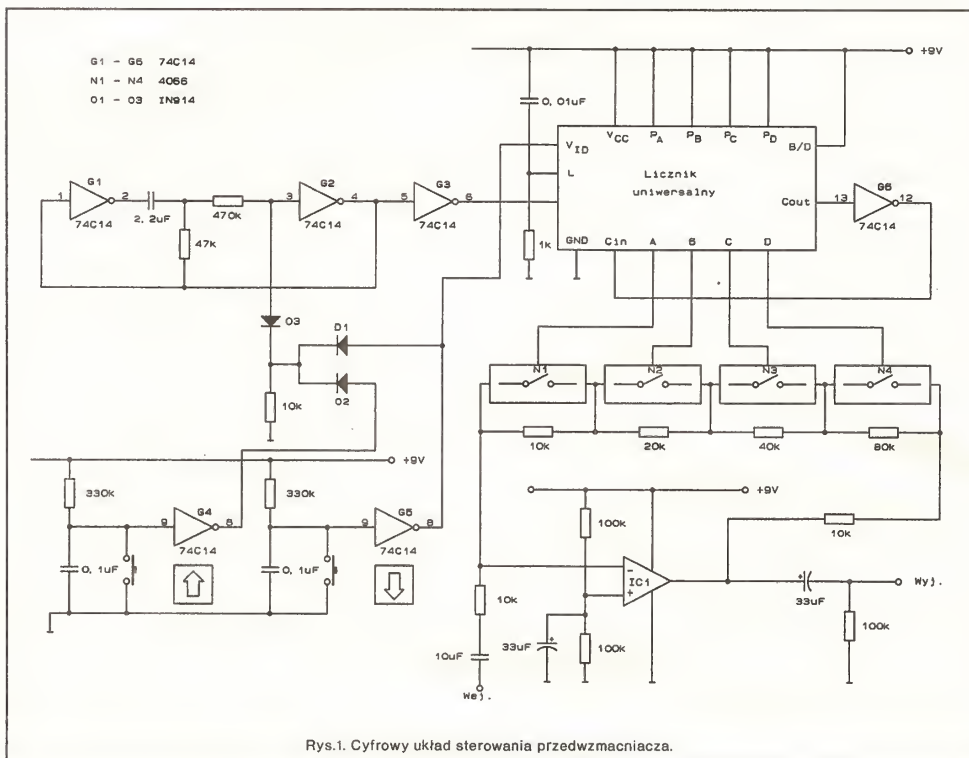 G1 - G6 74C14
N1 - N4 4066
O1 - O3 IN914
+9V
0,01uF
VCC
PA
PB
PC
PD
VID
B/D
L
Licznik
uniwersalny
Cout
GND
Cin
A
B
C
D
1k
13
G6
12
74C14
1
G1
2
74C14
2,2uF
470k
47k
3
G2
4
74C14
5
G3
6
74C14
O3
D1
O2
10k
+9V
330k
330k
9
G4
8
74C14
0,1uF
9
G5
8
74C14
0,1uF
N1
N2
N3
N4
10k
20k
40k
80k
+9V
100k
10k
10k
-
+
IC1
+
33uF
Wyj.
100k
+
33uF
100k
10uF
Wej.
Rys.1. Cyfrowy układ sterowania przedwzmacniacza.